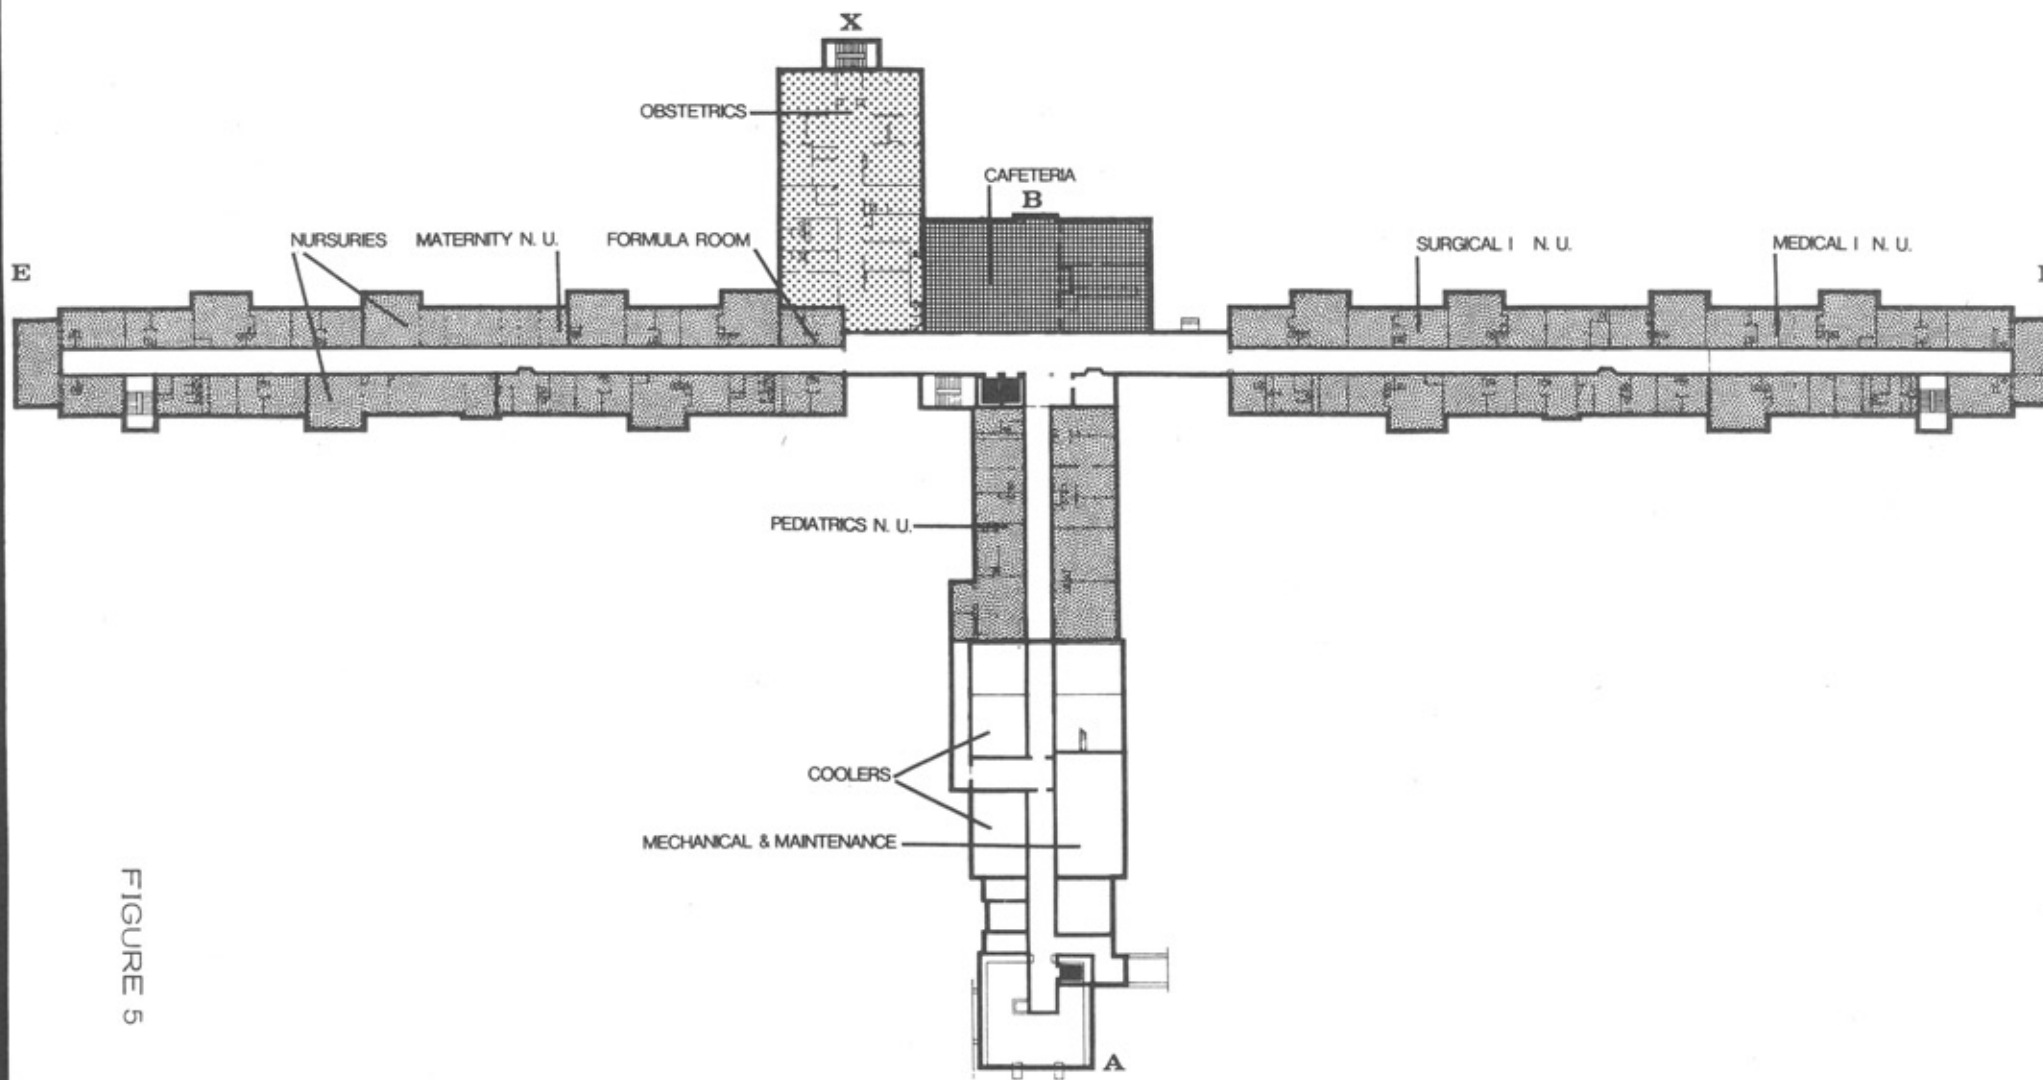 X
OBSTETRICS
CAFETERIA
B
NURSURIES
MATERNITY N. U.
FORMULA ROOM
SURGICAL I N. U.
MEDICAL I N. U.
E
PEDIATRICS N. U.
COOLERS
MECHANICAL & MAINTENANCE
FIGURE 5
A